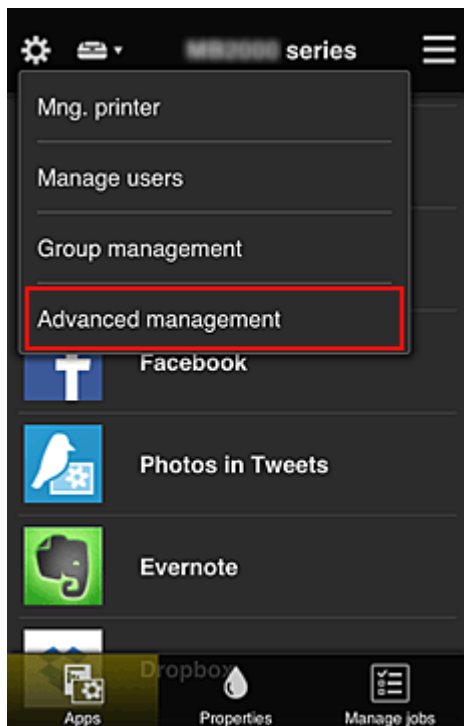 series
Mng. printer
Manage users
Group management
Advanced management
Facebook
Photos in Tweets
Evernote
Dropbox
Apps
Properties
Manage jobs